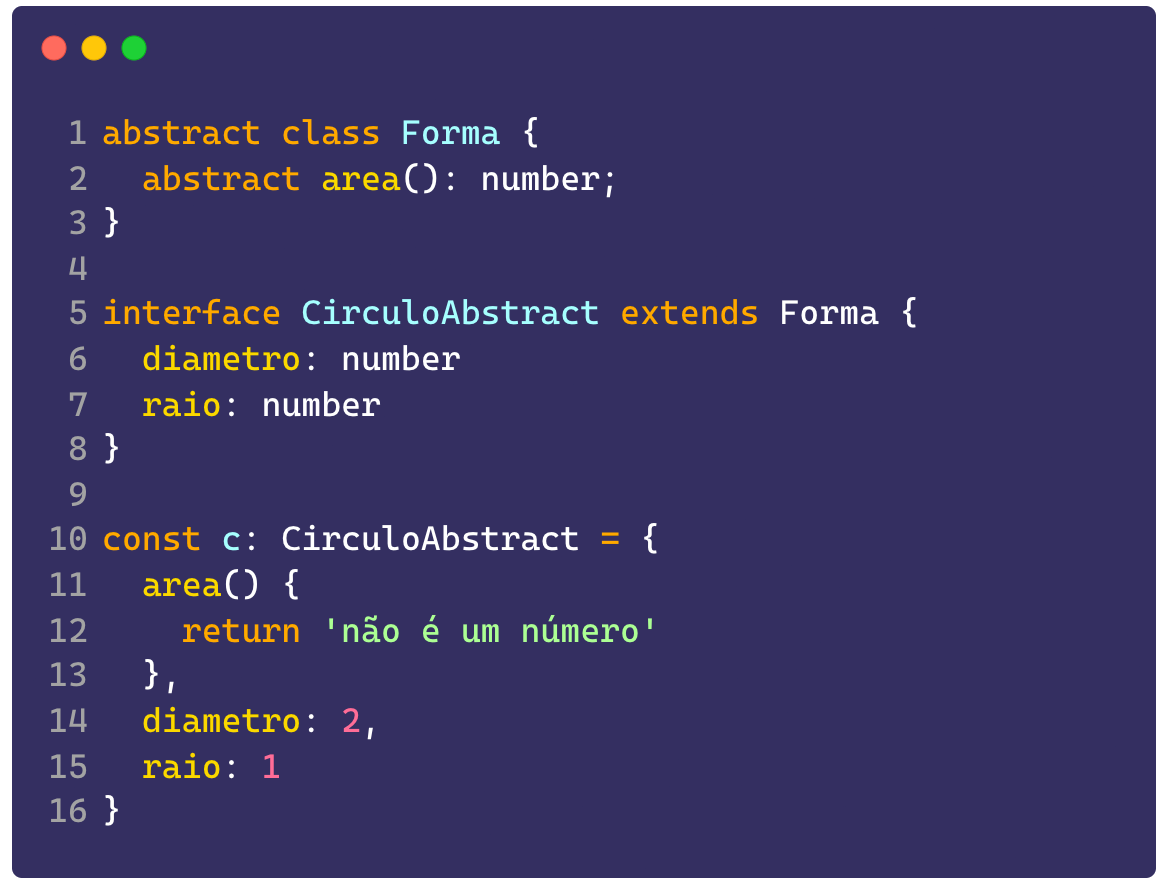 1 abstract class Forma {
2   abstract area(): number;
3 }
4
5 interface CirculoAbstract extends Forma {
6   diametro: number
7   raio: number
8 }
9
10 const c: CirculoAbstract = {
11   area() {
12     return 'não é um número'
13   },
14   diametro: 2,
15   raio: 1
16 }